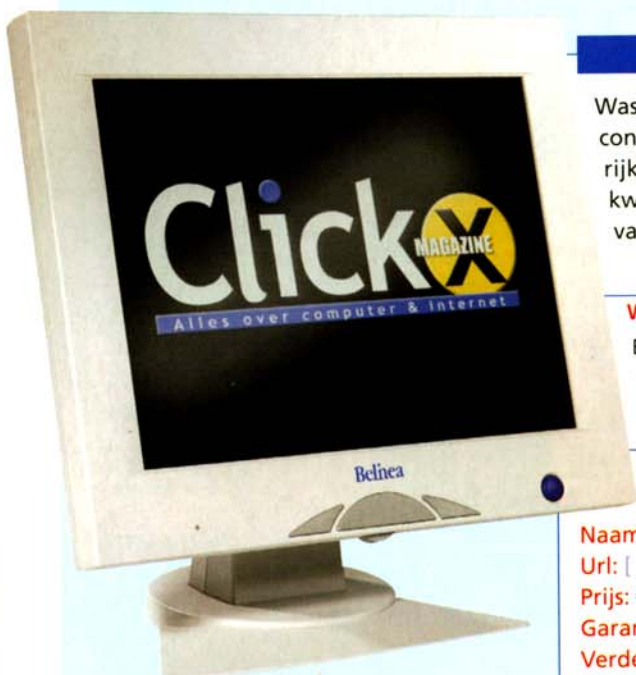 Click X
MAGAZINE
Alles over computer & Internet
Belinea
Was
con
rijk
kw
va
W
Naam
Url: [
Prijs:
Garan
Verde